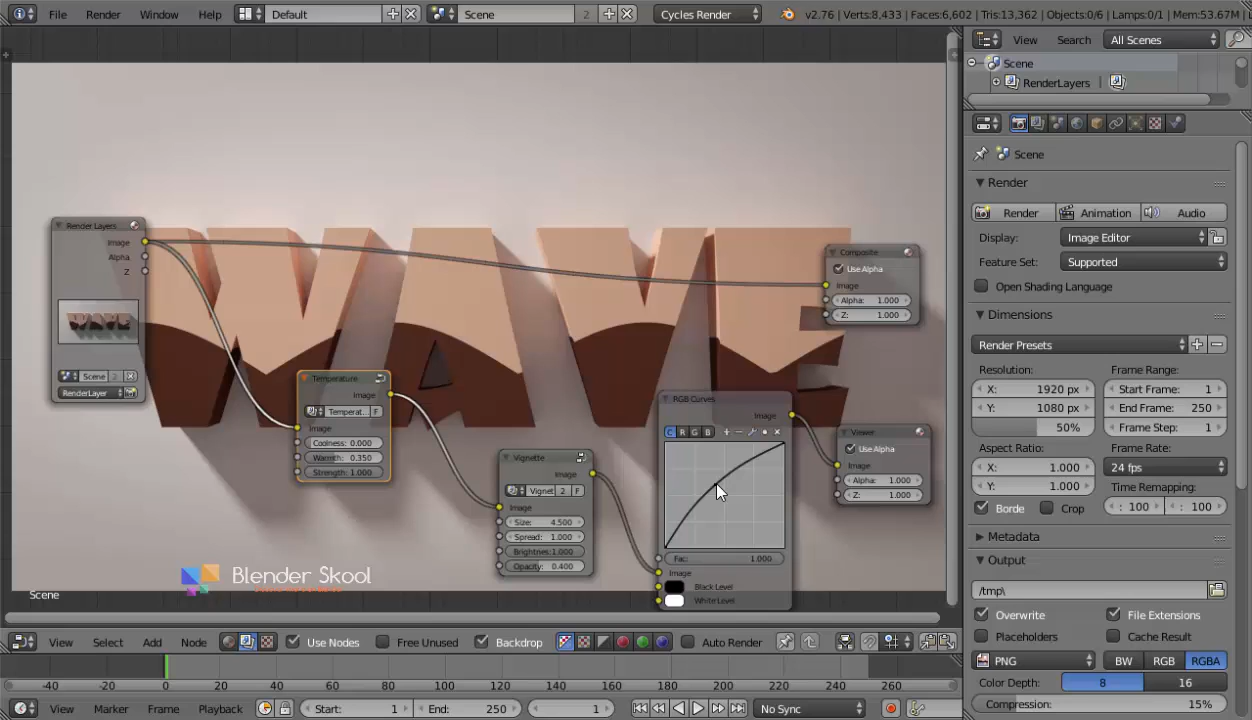 File Render Window Help Default Scene 2 Cycles Render v2.76 | Verts:8,433 | Faces:6,602 | Tris:13,362 | Objects:0/6 | Lamps:0/1 | Mem:53.67M
View Search All Scenes
Scene
RenderLayers
Scene
Render
Render Animation Audio
Display: Image Editor
Feature Set: Supported
Open Shading Language
Dimensions
Render Presets
Resolution: Frame Range:
X: 1920 px Start Frame: 1
Y: 1080 px End Frame: 250
50% Frame Step: 1
Aspect Ratio: Frame Rate:
X: 1.000 24 fps
Y: 1.000 Time Remapping:
Borde Crop : 100 : 100
Metadata
Output
/tmp\
Overwrite File Extensions
Placeholders Cache Result
PNG BW RGB RGBA
Color Depth: 8 16
Compression: 15%
WAVE
Render Layers
Image
Alpha
Z
WAVE
Scene 2
RenderLayer
Temperature
Image
Temperat... F
Image
Coolness: 0.000
Warmth: 0.350
Strength: 1.000
Vignette
Image
Vignet 2 F
Image
Size: 4.500
Spread: 1.000
Brightnes:1.000
Opacity: 0.400
RGB Curves
Image
C R G B
Fac: 1.000
Image
Black Level
White Level
Composite
Use Alpha
Image
Alpha: 1.000
Z: 1.000
Viewer
Use Alpha
Image
Alpha: 1.000
Z: 1.000
Blender Skool
Scene
View Select Add Node Use Nodes Free Unused Backdrop Auto Render
-40 -20 0 20 40 60 80 100 120 140 160 180 200 220 240 260
View Marker Frame Playback Start: 1 End: 250 1 No Sync